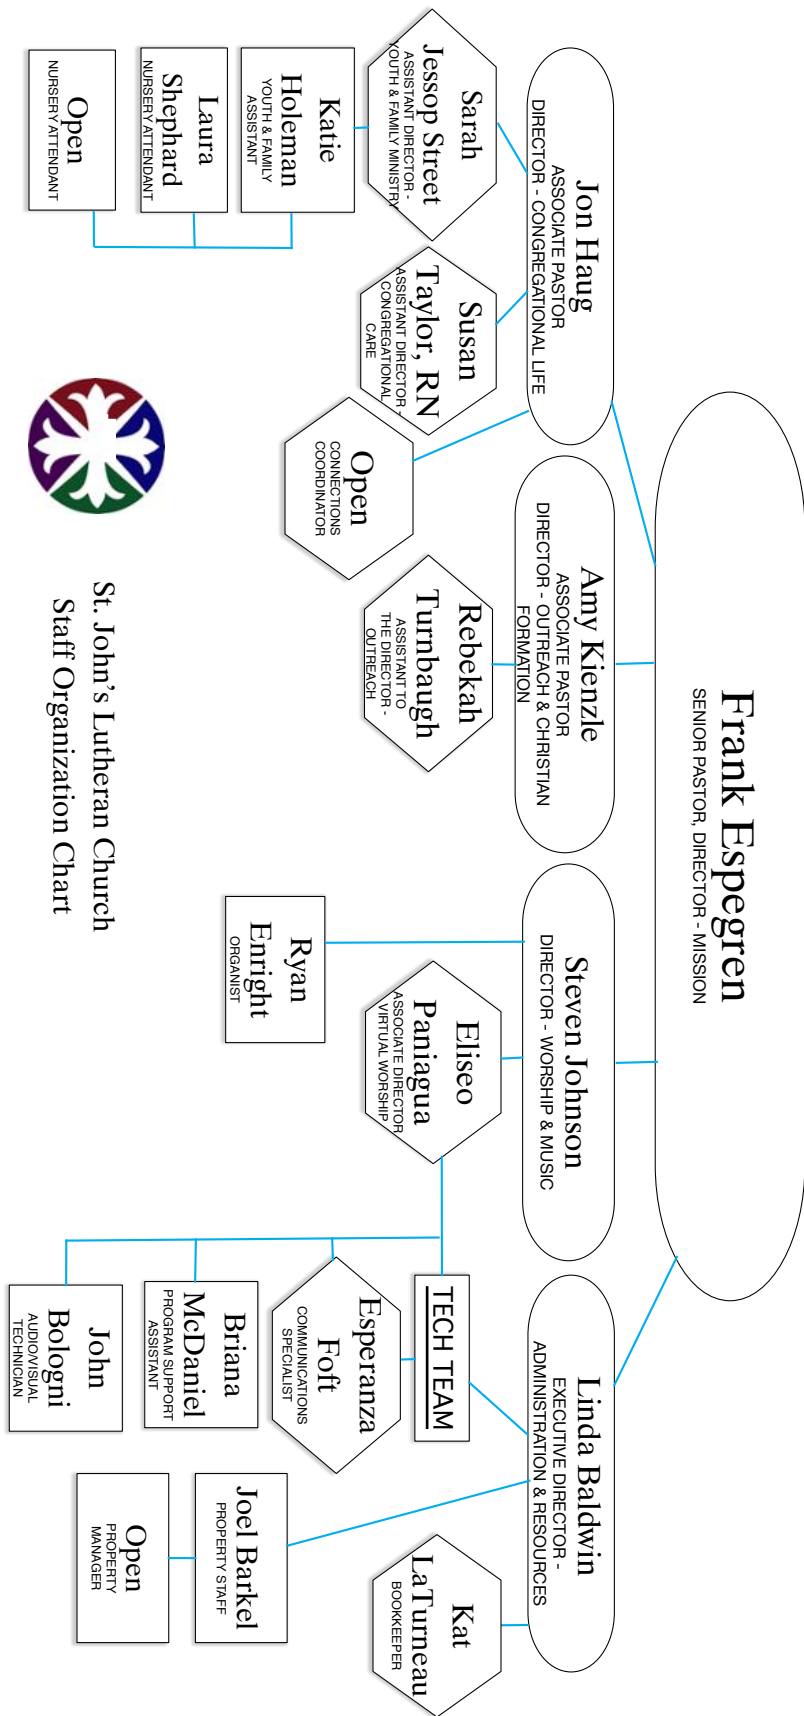 Frank Espegren
SENIOR PASTOR, DIRECTOR - MISSION
Jon Haug
ASSOCIATE PASTOR
DIRECTOR - CONGREGATIONAL LIFE
Amy Kienzle
ASSOCIATE PASTOR
DIRECTOR - OUTREACH & CHRISTIAN
FORMATION
Steven Johnson
DIRECTOR - WORSHIP & MUSIC
Linda Baldwin
EXECUTIVE DIRECTOR -
ADMINISTRATION & RESOURCES
Sarah
Jessop Street
ASSISTANT DIRECTOR -
YOUTH & FAMILY MINISTRY
Susan
Taylor, RN
ASSISTANT DIRECTOR -
CONGREGATIONAL
CARE
Open
CONNECTIONS
COORDINATOR
Rebekah
Turnbaugh
ASSISTANT TO
THE DIRECTOR -
OUTREACH
Ryan
Enright
ORGANIST
Eliseo
Paniagua
ASSOCIATE DIRECTOR
VIRTUAL WORSHIP
TECH TEAM
Esperanza
Foft
COMMUNICATIONS
SPECIALIST
Briana
McDaniel
PROGRAM SUPPORT
ASSISTANT
John
Bologni
AUDIO/VISUAL
TECHNICIAN
Kat
LaTurneau
BOOKKEEPER
Joel Barkel
PROPERTY STAFF
Open
PROPERTY
MANAGER
Katie
Holeman
YOUTH & FAMILY
ASSISTANT
Laura
Shephard
NURSERY ATTENDANT
Open
NURSERY ATTENDANT
St. John's Lutheran Church
Staff Organization Chart